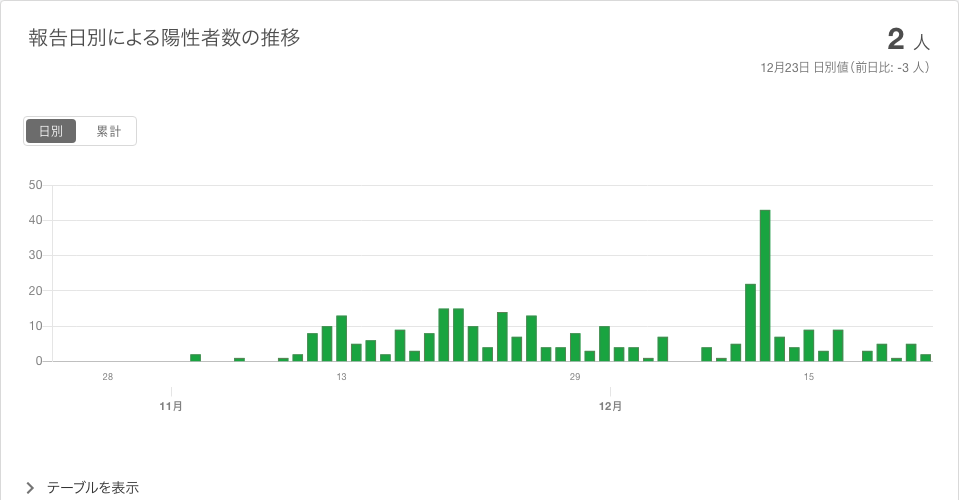 報告日別による陽性者数の推移
2 人
12月23日 日別値（前日比: -3 人）
日別 累計
50
40
30
20
10
0
28 13 29 15
11月 12月
テーブルを表示